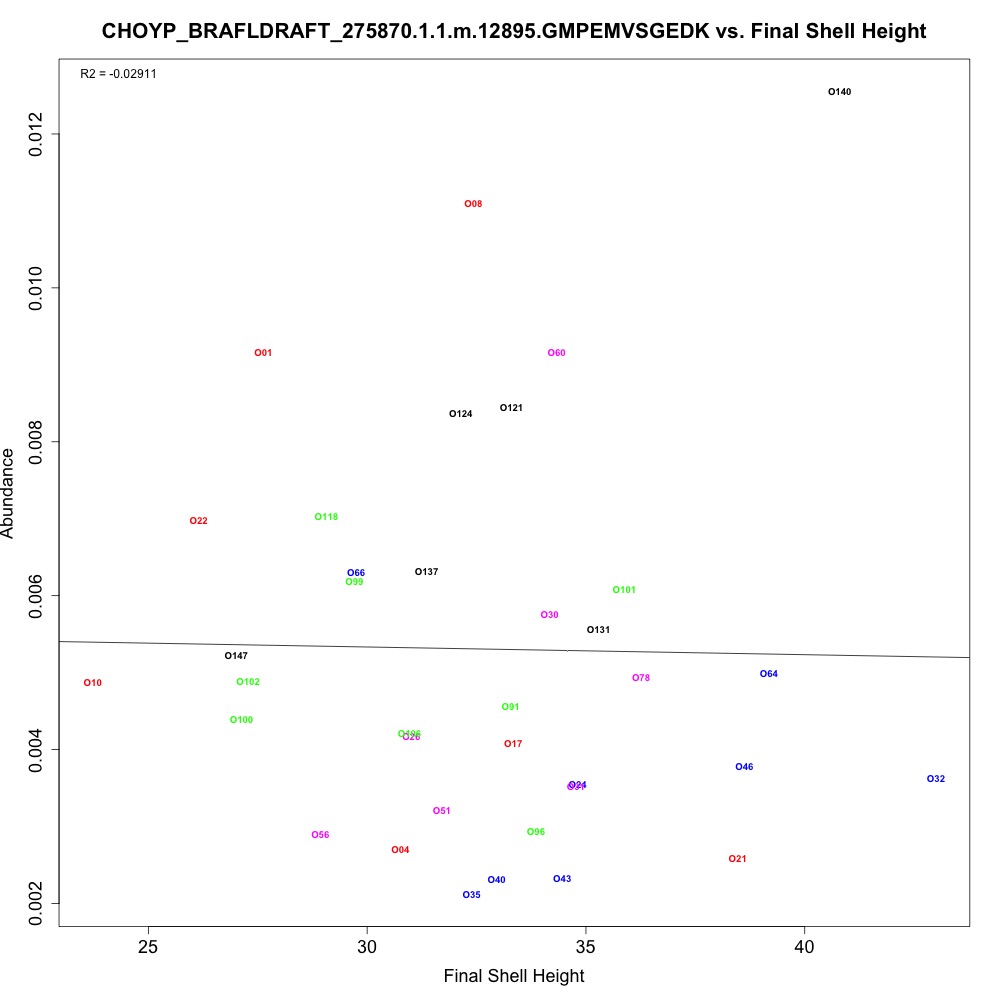 CHOYP_BRAFLDRAFT_275870.1.1.m.12895.GMPEMVSGEDK vs. Final Shell Height
R2 = -0.02911
O140
0.012
O08
0.010
O01
O60
O121
O124
0.008
O118
O22
O137
O66
O99
0.006
O101
O30
O131
O147
O64
O78
O102
O10
O91
O100
O17
0.004
O46
O32
O24
O51
O96
O56
O04
O21
O43
O40
O35
0.002
Abundance
25 30 35 40
Final Shell Height